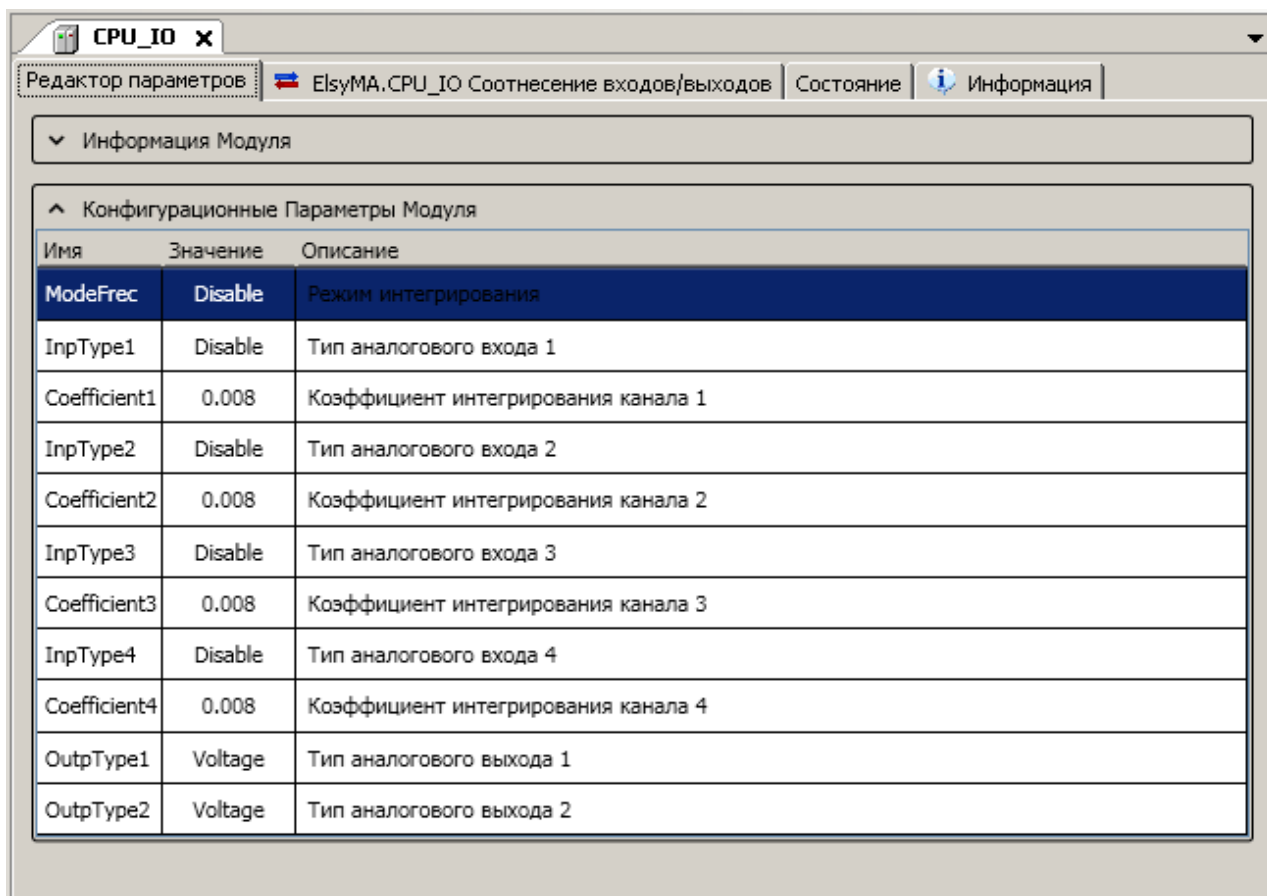 CPU_IO
Редактор параметров ElsyMA.CPU_IO Соотнесение входов/выходов Состояние Информация
Информация Модуля
Конфигурационные Параметры Модуля
Имя Значение Описание
ModeFrec Disable Режим интегрирования
InpType1 Disable Тип аналогового входа 1
Coefficient1 0.008 Коэффициент интегрирования канала 1
InpType2 Disable Тип аналогового входа 2
Coefficient2 0.008 Коэффициент интегрирования канала 2
InpType3 Disable Тип аналогового входа 3
Coefficient3 0.008 Коэффициент интегрирования канала 3
InpType4 Disable Тип аналогового входа 4
Coefficient4 0.008 Коэффициент интегрирования канала 4
OutpType1 Voltage Тип аналогового выхода 1
OutpType2 Voltage Тип аналогового выхода 2